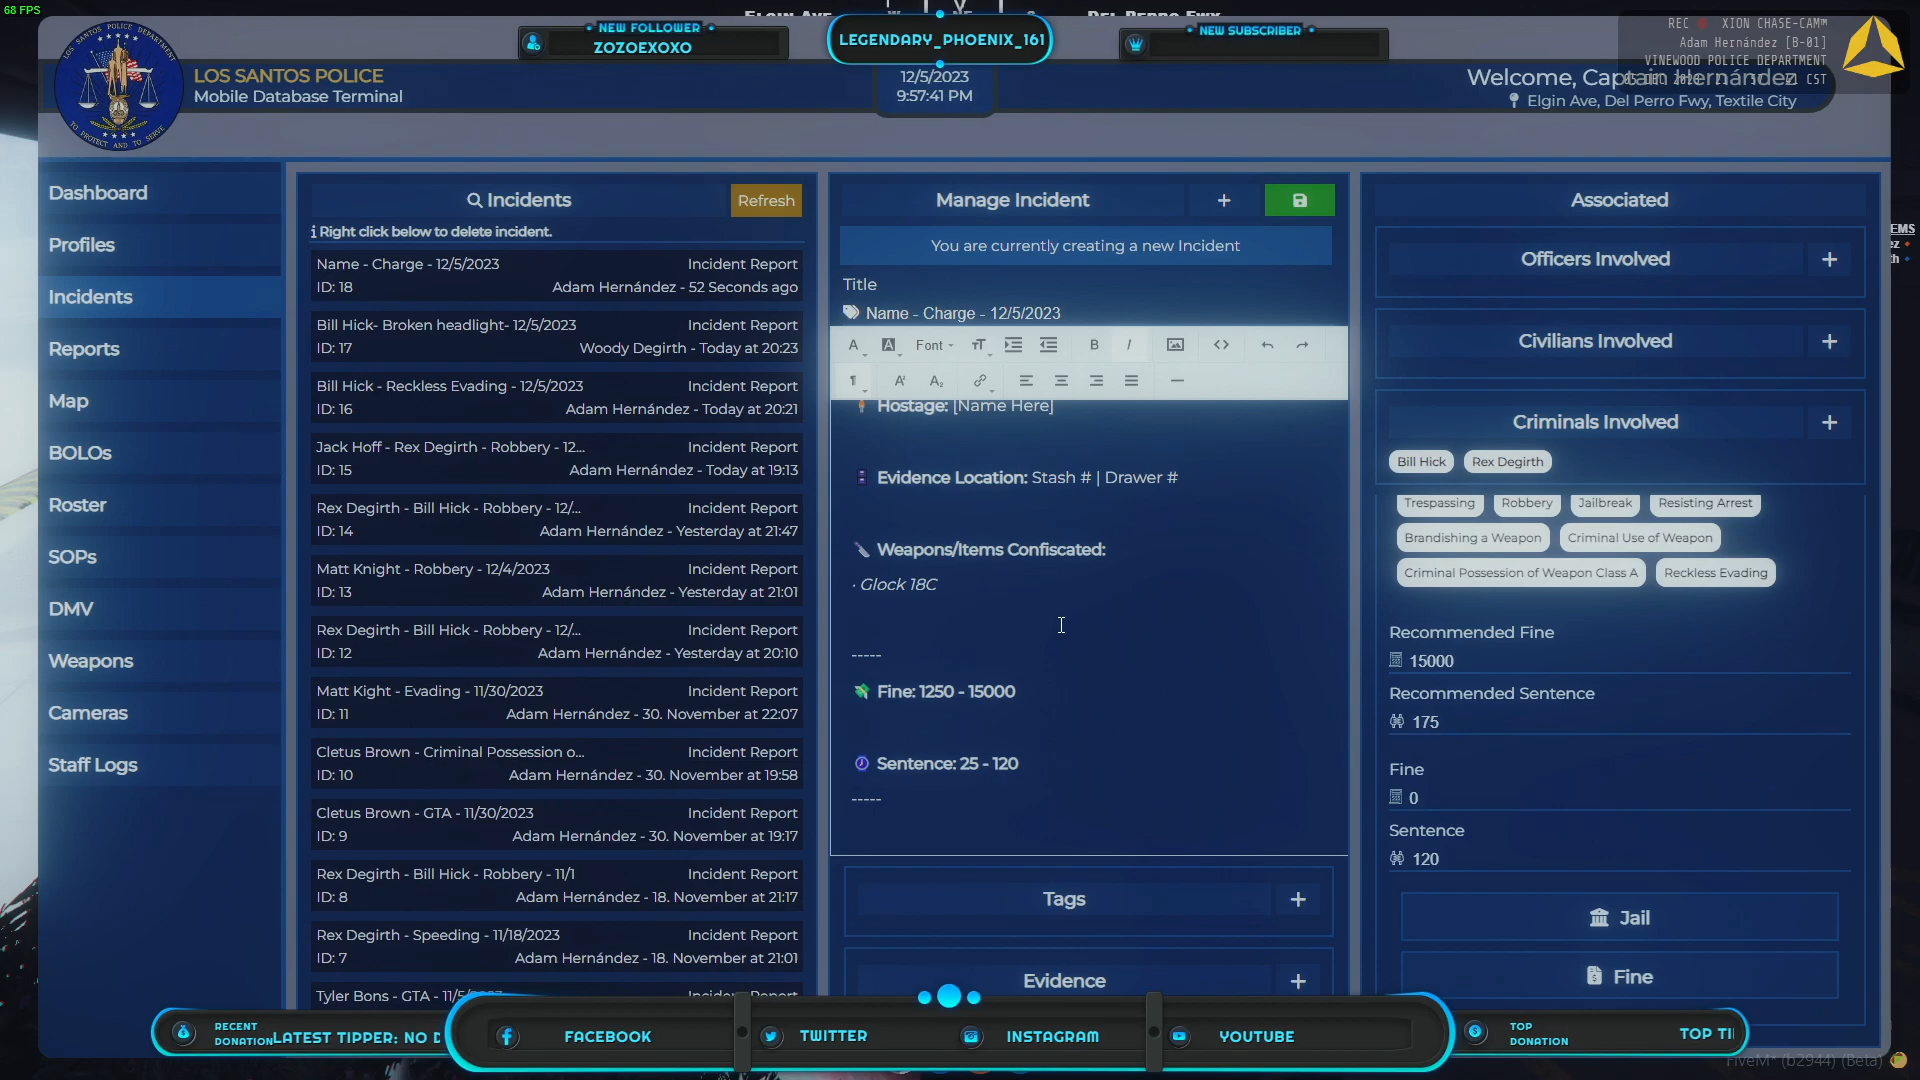 68 FPS
NEW FOLLOWER
ZOZOEXOXO
LEGENDARY_PHOENIX_161
NEW SUBSCRIBER
REC XION CHASE-CAM™
Adam Hernández [B-01]
VINEWOOD POLICE DEPARTMENT
LOS SANTOS POLICE
Mobile Database Terminal
12/5/2023
9:57:41 PM
Welcome, Captain Hernández
Elgin Ave, Del Perro Fwy, Textile City
Dashboard
Profiles
Incidents
Reports
Map
BOLOs
Roster
SOPs
DMV
Weapons
Cameras
Staff Logs
Incidents
Refresh
Right click below to delete incident.
Name - Charge - 12/5/2023 Incident Report
ID: 18 Adam Hernández - 52 Seconds ago
Bill Hick- Broken headlight- 12/5/2023 Incident Report
ID: 17 Woody Degirth - Today at 20:23
Bill Hick - Reckless Evading - 12/5/2023 Incident Report
ID: 16 Adam Hernández - Today at 20:21
Jack Hoff - Rex Degirth - Robbery - 12... Incident Report
ID: 15 Adam Hernández - Today at 19:13
Rex Degirth - Bill Hick - Robbery - 12/... Incident Report
ID: 14 Adam Hernández - Yesterday at 21:47
Matt Knight - Robbery - 12/4/2023 Incident Report
ID: 13 Adam Hernández - Yesterday at 21:01
Rex Degirth - Bill Hick - Robbery - 12/... Incident Report
ID: 12 Adam Hernández - Yesterday at 20:10
Matt Kight - Evading - 11/30/2023 Incident Report
ID: 11 Adam Hernández - 30. November at 22:07
Cletus Brown - Criminal Possession o... Incident Report
ID: 10 Adam Hernández - 30. November at 19:58
Cletus Brown - GTA - 11/30/2023 Incident Report
ID: 9 Adam Hernández - 30. November at 19:17
Rex Degirth - Bill Hick - Robbery - 11/1 Incident Report
ID: 8 Adam Hernández - 18. November at 21:17
Rex Degirth - Speeding - 11/18/2023 Incident Report
ID: 7 Adam Hernández - 18. November at 21:01
Tyler Bons - GTA - 11/5/
Manage Incident +
You are currently creating a new Incident
Title
Name - Charge - 12/5/2023
A A Font B I
Hostage: [Name Here]
Evidence Location: Stash # | Drawer #
Weapons/Items Confiscated:
· Glock 18C
-----
Fine: 1250 - 15000
Sentence: 25 - 120
-----
Tags +
Evidence +
Associated
Officers Involved +
Civilians Involved +
Criminals Involved +
Bill Hick Rex Degirth
Trespassing Robbery Jailbreak Resisting Arrest
Brandishing a Weapon Criminal Use of Weapon
Criminal Possession of Weapon Class A Reckless Evading
Recommended Fine
15000
Recommended Sentence
175
Fine
0
Sentence
120
Jail
Fine
EMS
RECENT
DONATION
LATEST TIPPER: NO D
FACEBOOK
TWITTER
INSTAGRAM
YOUTUBE
TOP
DONATION
TOP TI
FiveM* (b2944) (Beta)